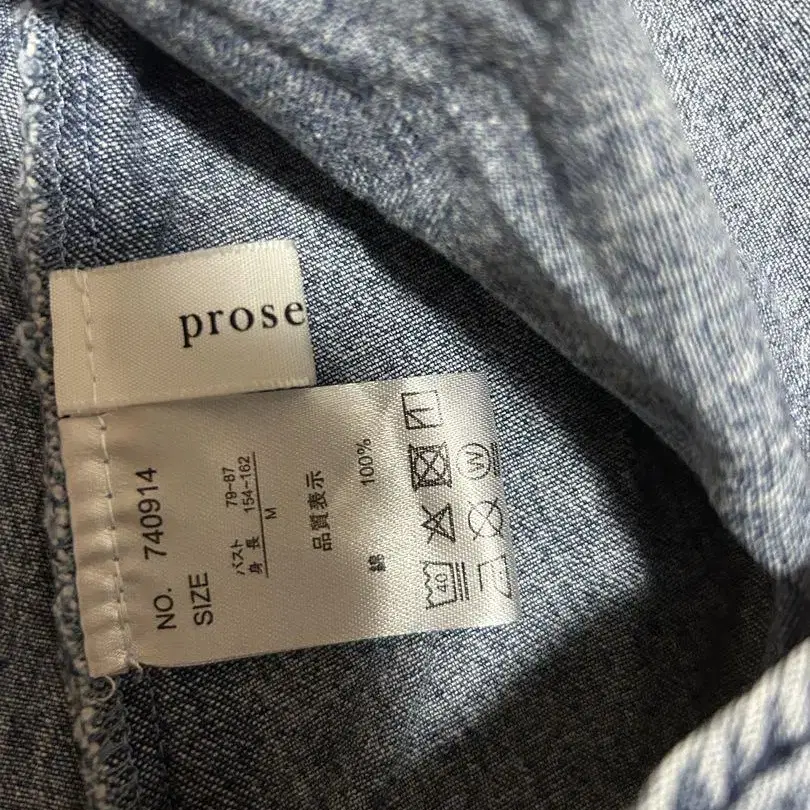 prose
NO. 740914
SIZE
バスト 79-87
身 長 154-162
M
品質表示
綿 100%
40
W